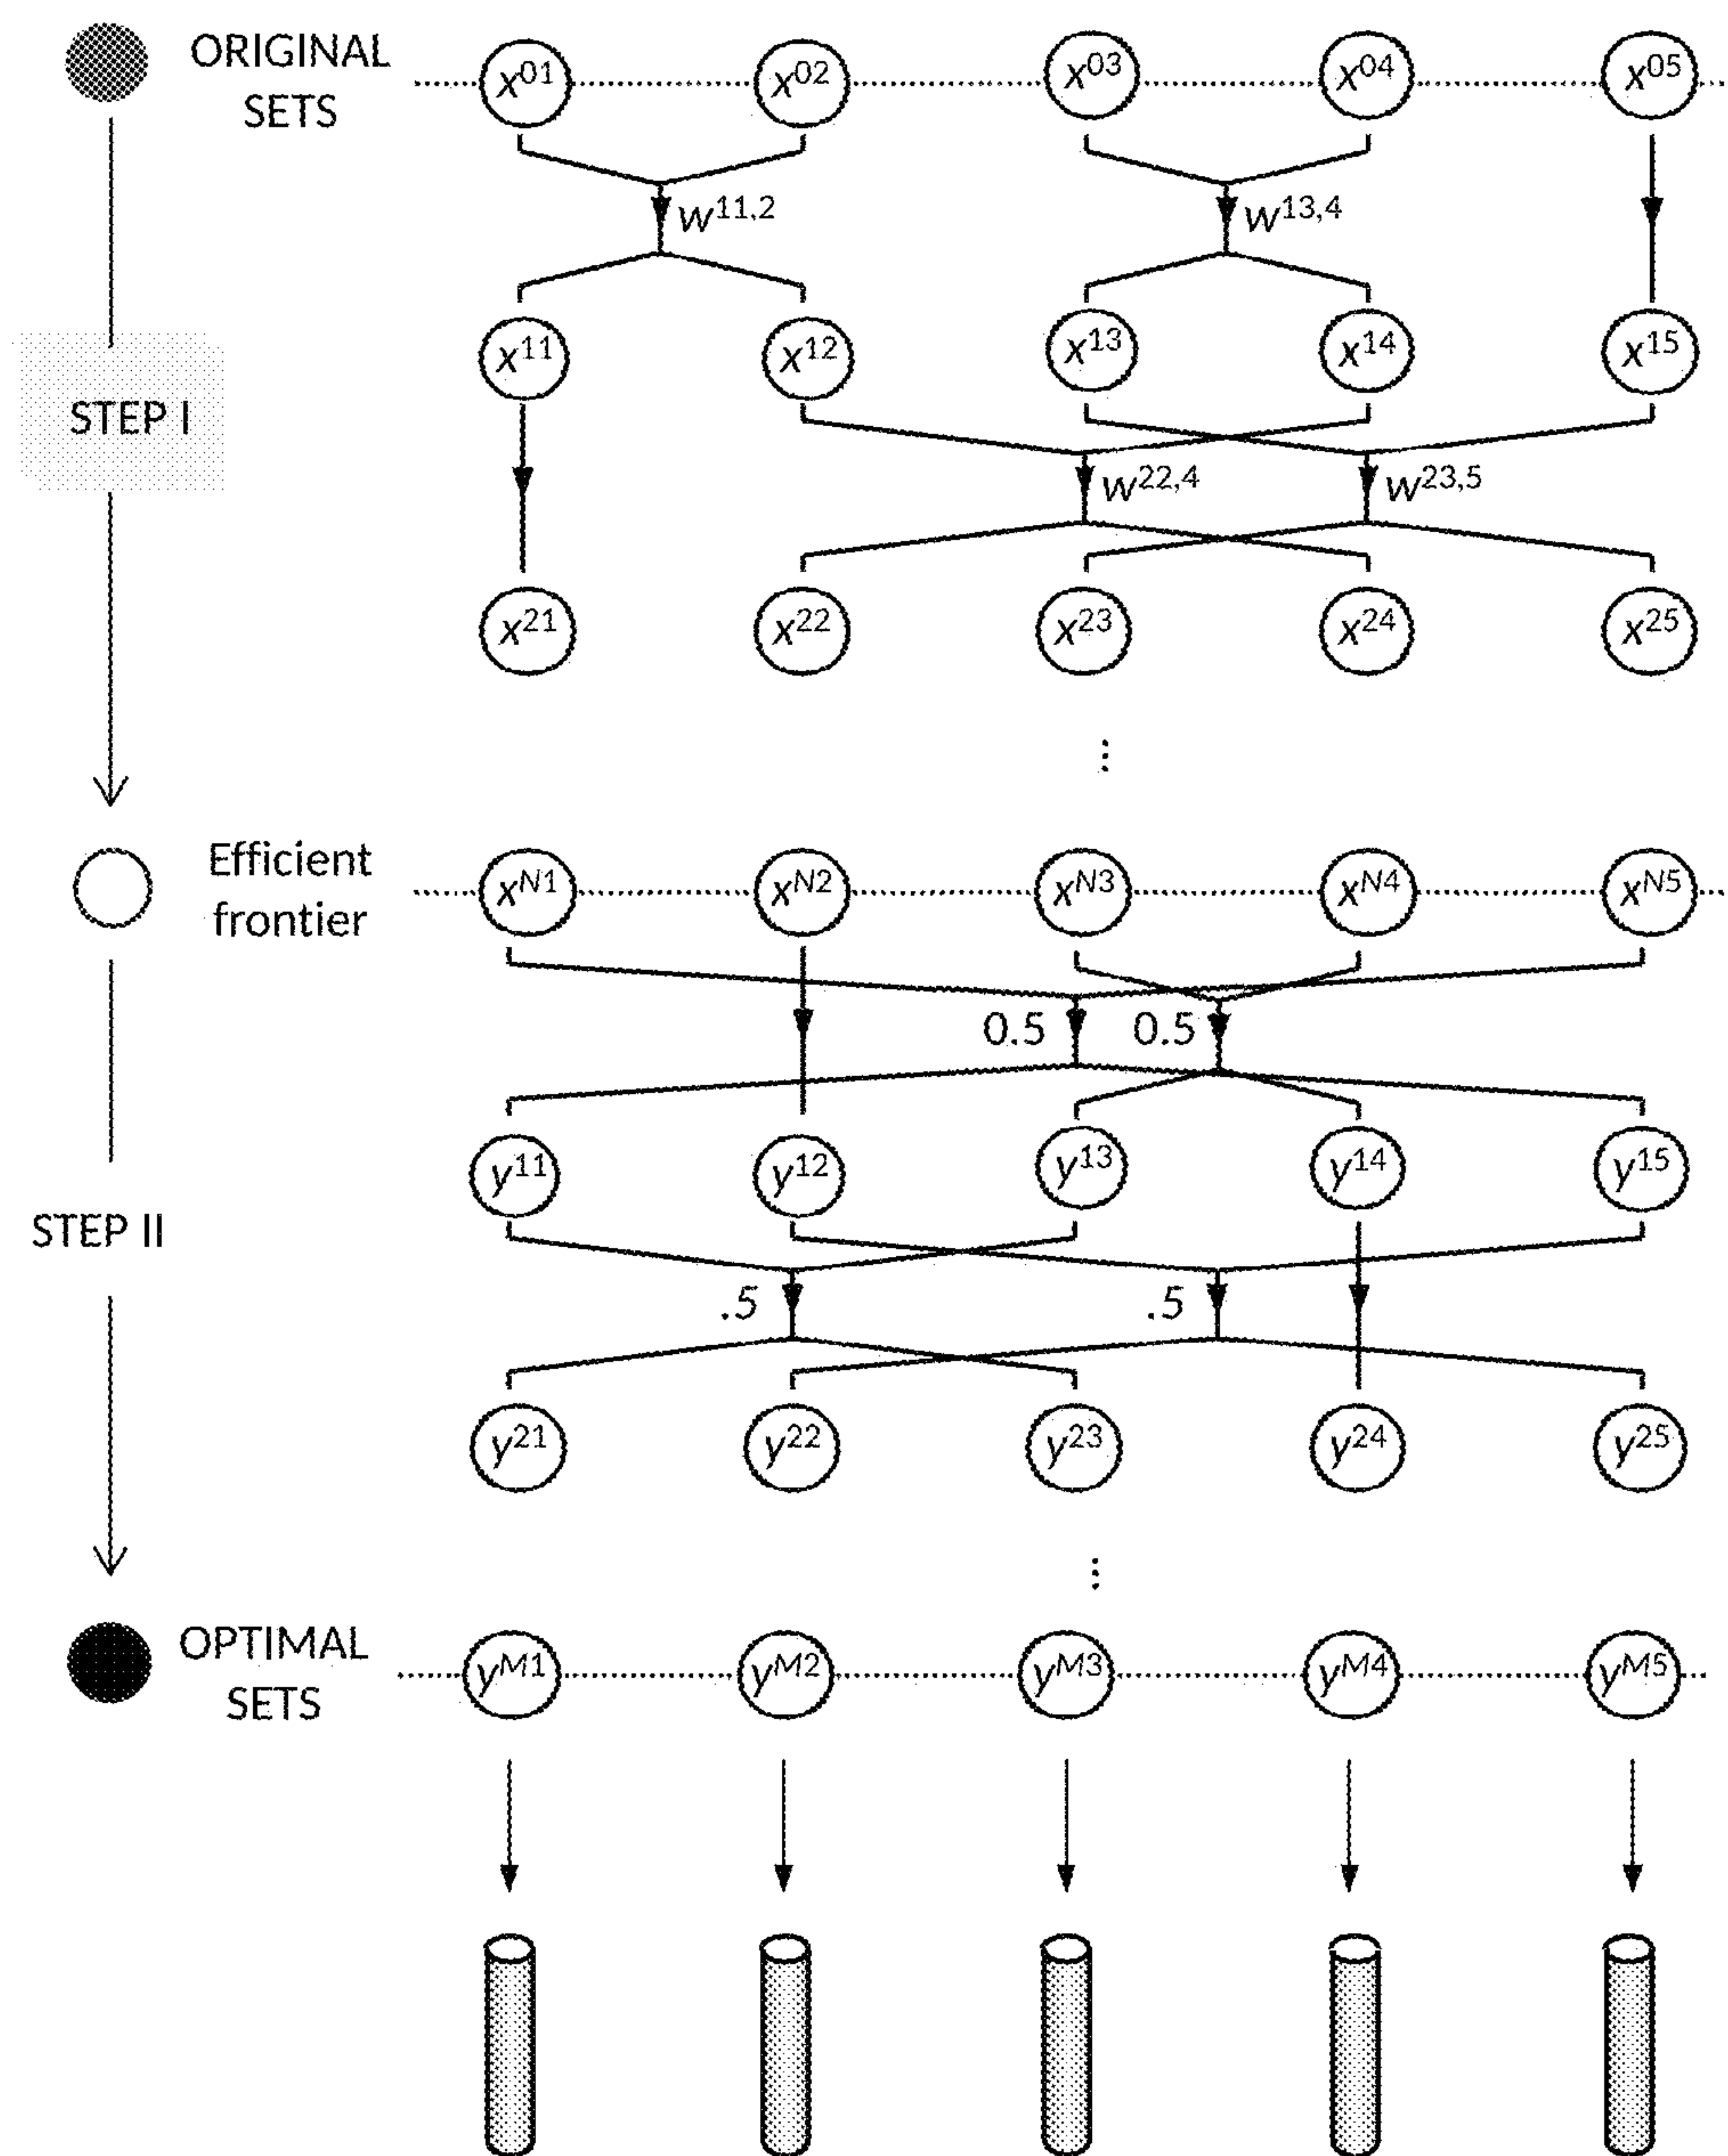 ORIGINAL
SETS
x⁰¹ x⁰² x⁰³ x⁰⁴ x⁰⁵
w¹¹,² w¹³,⁴
x¹¹ x¹² x¹³ x¹⁴ x¹⁵
STEP I
w²²,⁴ w²³,⁵
x²¹ x²² x²³ x²⁴ x²⁵
⋮
Efficient
frontier
xᴺ¹ xᴺ² xᴺ³ xᴺ⁴ xᴺ⁵
0.5 0.5
y¹¹ y¹² y¹³ y¹⁴ y¹⁵
STEP II
.5 .5
y²¹ y²² y²³ y²⁴ y²⁵
⋮
OPTIMAL
SETS
yᴹ¹ yᴹ² yᴹ³ yᴹ⁴ yᴹ⁵